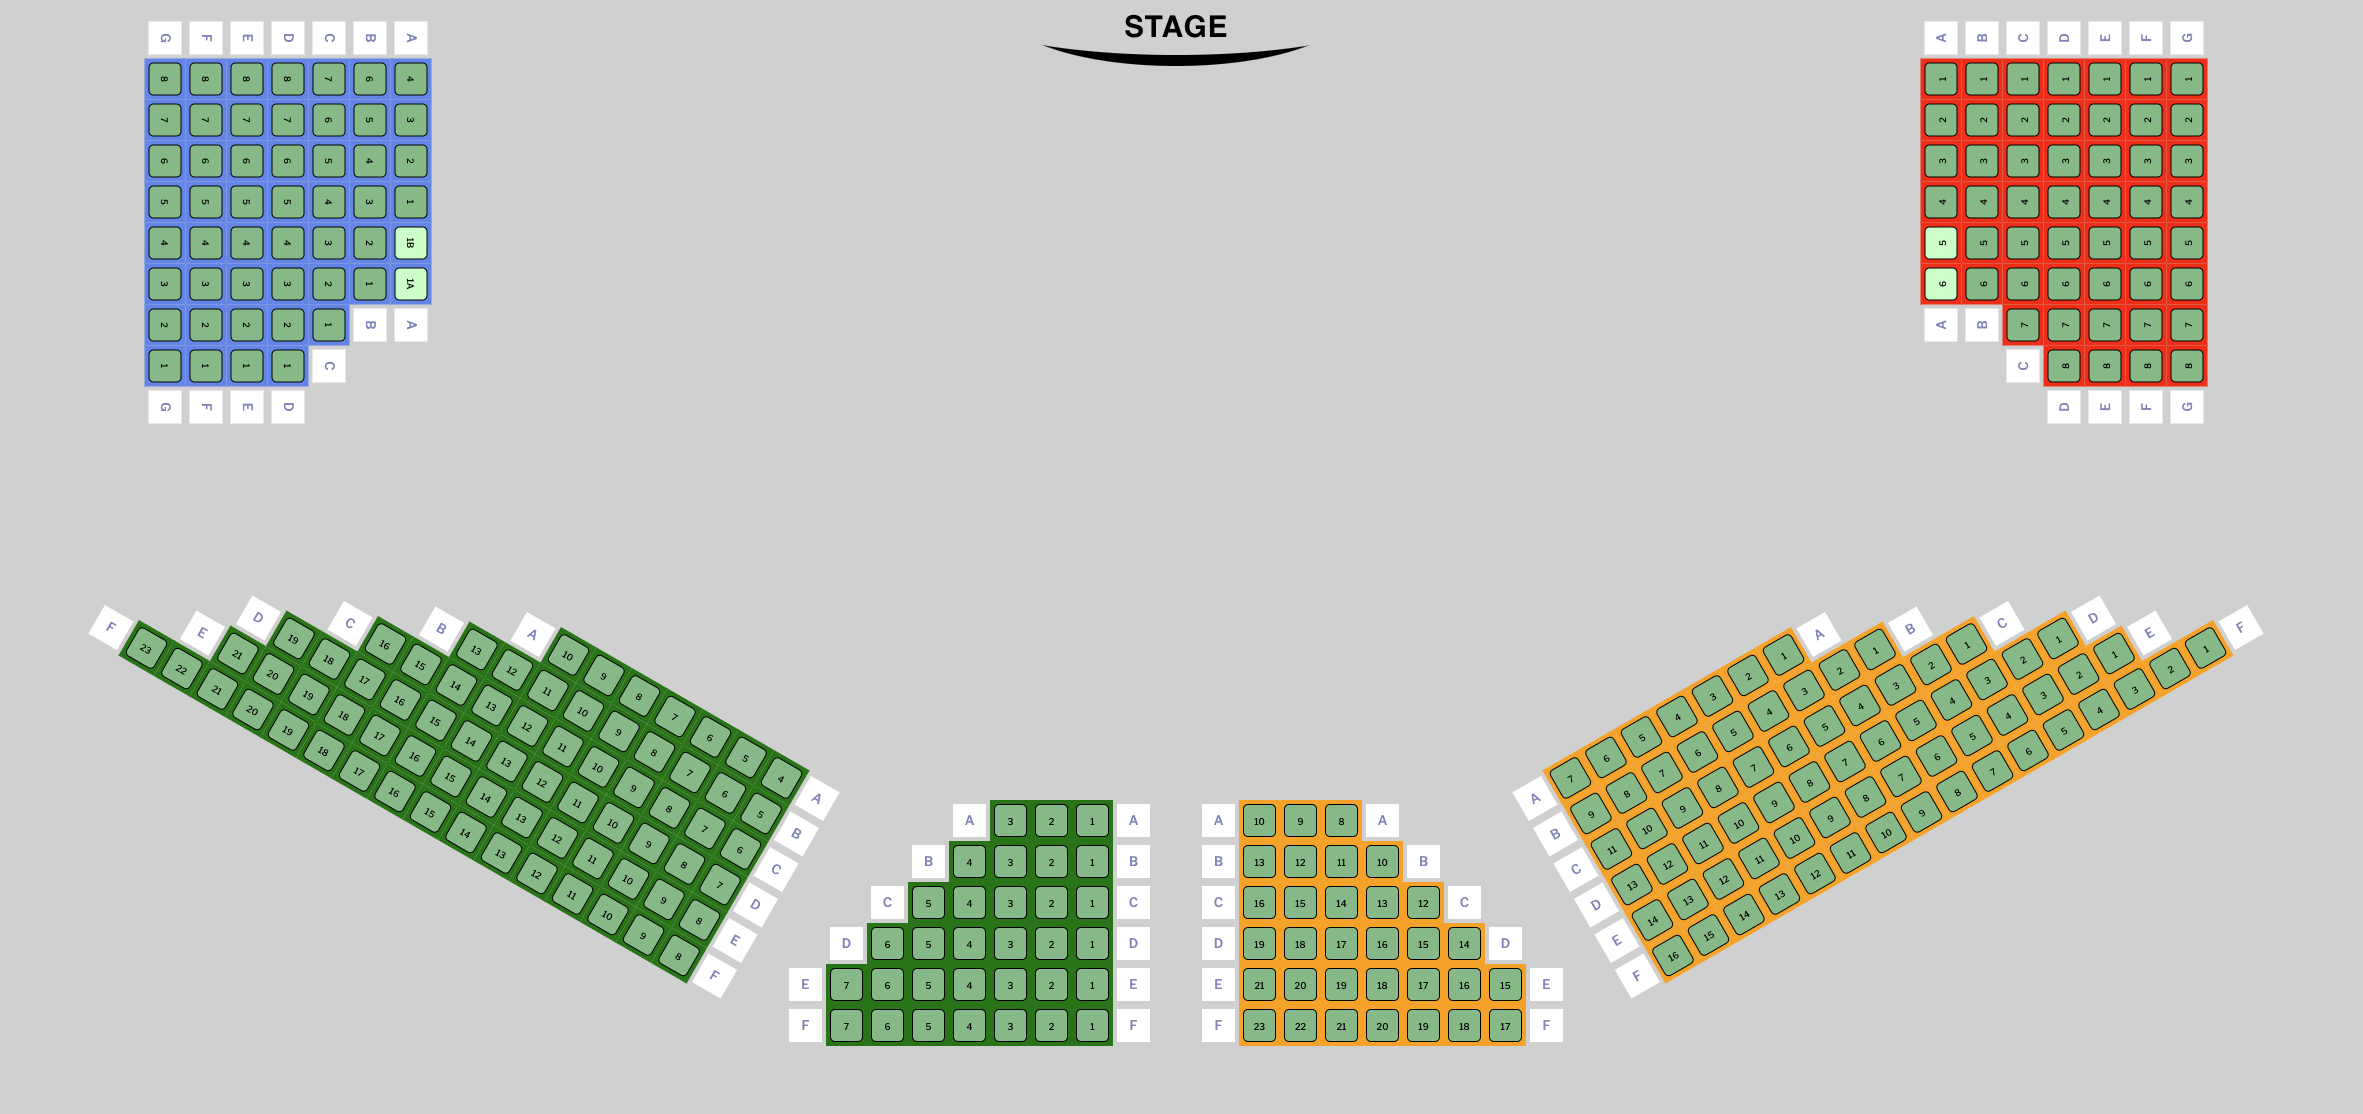 STAGE
G F E D C B A
8 8 8 8 7 6 4
7 7 7 7 6 5 3
6 6 6 6 5 4 2
5 5 5 5 4 3 1
4 4 4 4 3 2 1B
3 3 3 3 2 1 1A
2 2 2 2 1 B A
1 1 1 1 C
G F E D
A B C D E F G
1 1 1 1 1 1 1
2 2 2 2 2 2 2
3 3 3 3 3 3 3
4 4 4 4 4 4 4
5 5 5 5 5 5 5
6 6 6 6 6 6 6
A B 7 7 7 7 7
C 8 8 8 8
D E F G
A 10 9 8 7 6 5 4 A
B 13 12 11 10 9 8 7 6 5 B
C 16 15 14 13 12 11 10 9 8 7 6 C
D 19 18 17 16 15 14 13 12 11 10 9 8 7 D
E 21 20 19 18 17 16 15 14 13 12 11 10 9 8 E
F 23 22 21 20 19 18 17 16 15 14 13 12 11 10 9 8 F
A 3 2 1 A
B 4 3 2 1 B
C 5 4 3 2 1 C
D 6 5 4 3 2 1 D
E 7 6 5 4 3 2 1 E
F 7 6 5 4 3 2 1 F
A 10 9 8 A
B 13 12 11 10 B
C 16 15 14 13 12 C
D 19 18 17 16 15 14 D
E 21 20 19 18 17 16 15 E
F 23 22 21 20 19 18 17 F
A 7 6 5 4 3 2 1 A
B 9 8 7 6 5 4 3 2 1 B
C 11 10 9 8 7 6 5 4 3 2 1 C
D 13 12 11 10 9 8 7 6 5 4 3 2 1 D
E 14 13 12 11 10 9 8 7 6 5 4 3 2 1 E
F 16 15 14 13 12 11 10 9 8 7 6 5 4 3 2 1 F